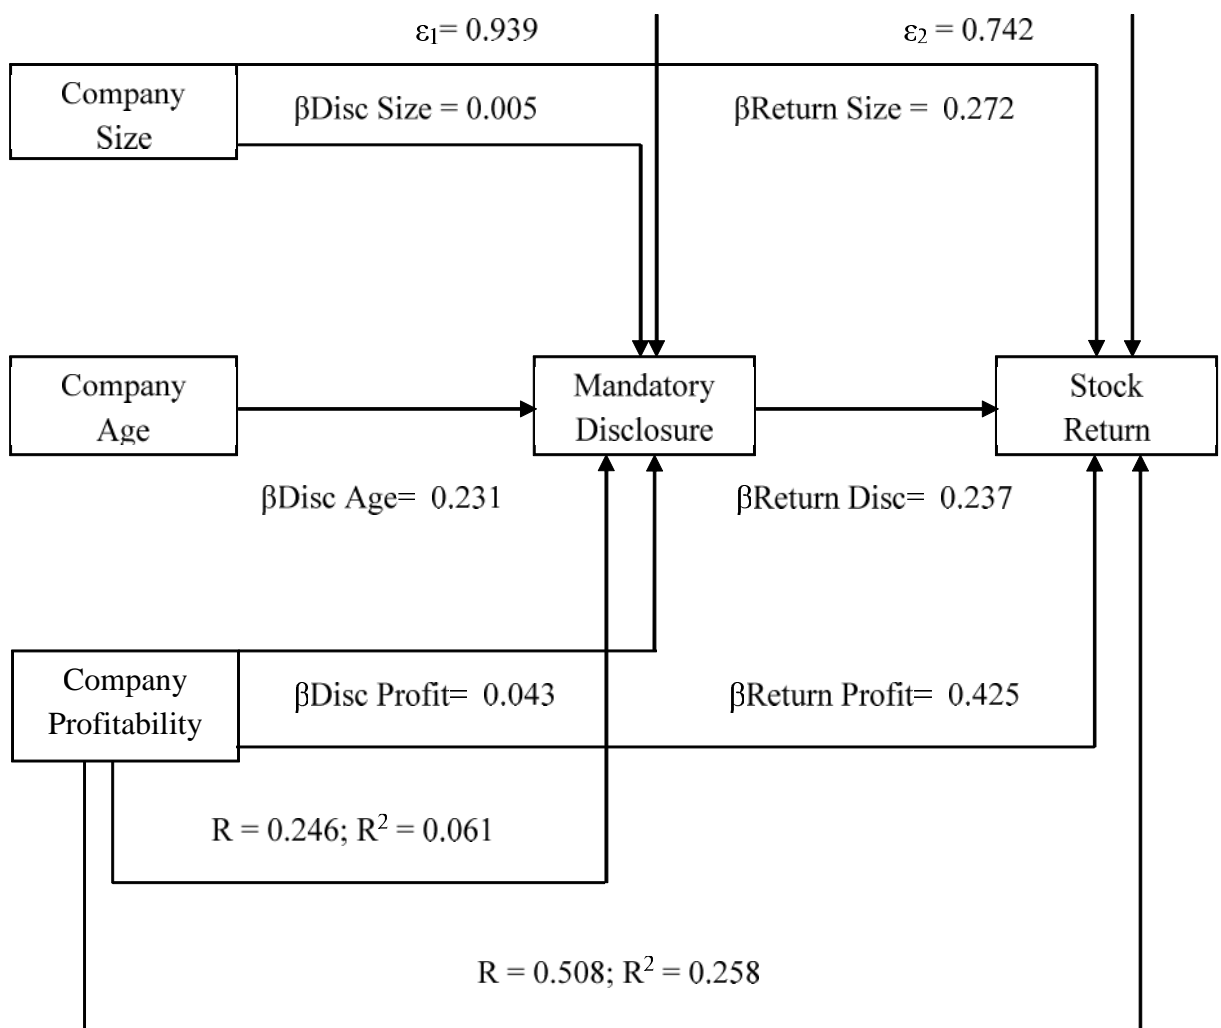 ε₁= 0.939
ε₂ = 0.742
Company
Size
βDisc Size = 0.005
βReturn Size = 0.272
Company
Age
Mandatory
Disclosure
Stock
Return
βDisc Age= 0.231
βReturn Disc= 0.237
Company
Profitability
βDisc Profit= 0.043
βReturn Profit= 0.425
R = 0.246; R² = 0.061
R = 0.508; R² = 0.258